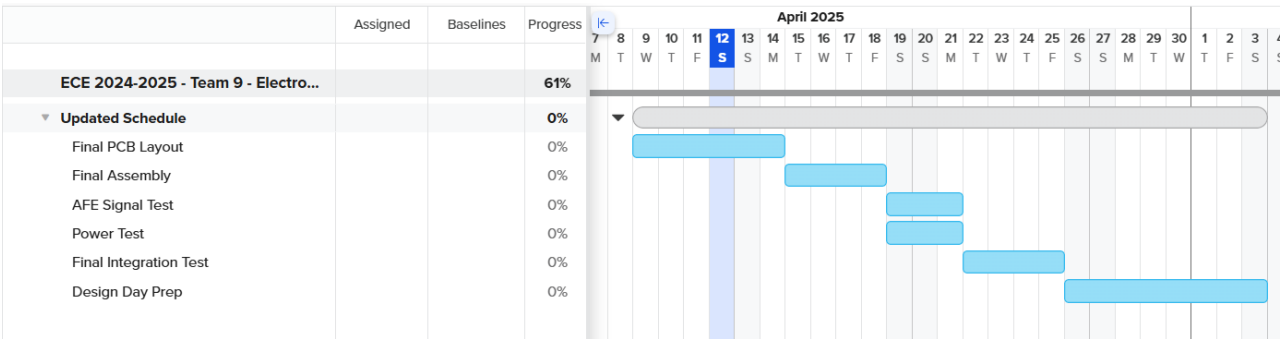 April 2025
Assigned Baselines Progress
7 8 9 10 11 12 13 14 15 16 17 18 19 20 21 22 23 24 25 26 27 28 29 30 1 2 3 4
M T W T F S S M T W T F S S M T W T F S S M T W T F S S
ECE 2024-2025 - Team 9 - Electro... 61%
Updated Schedule 0%
Final PCB Layout 0%
Final Assembly 0%
AFE Signal Test 0%
Power Test 0%
Final Integration Test 0%
Design Day Prep 0%